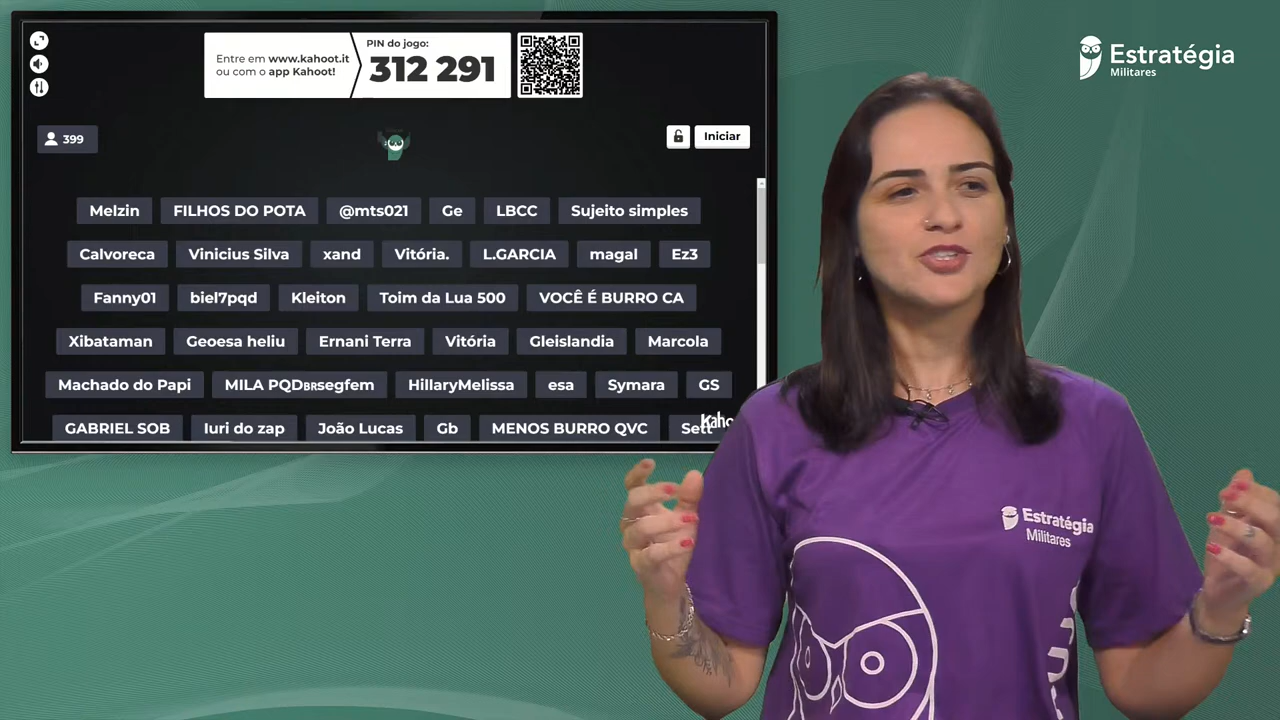 Entre em www.kahoot.it
ou com o app Kahoot!
PIN do jogo:
312 291
Estratégia
Militares
399
Iniciar
Melzin FILHOS DO POTA @mts021 Ge LBCC Sujeito simples
Calvoreca Vinicius Silva xand Vitória. L.GARCIA magal Ez3
Fanny01 biel7pqd Kleiton Toim da Lua 500 VOCÊ É BURRO CA
Xibataman Geoesa heliu Ernani Terra Vitória Gleislandia Marcola
Machado do Papi MILA PQDBRsegfem HillaryMelissa esa Symara GS
GABRIEL SOB Iuri do zap João Lucas Gb MENOS BURRO QVC Sett
Kaho
Estratégia
Militares